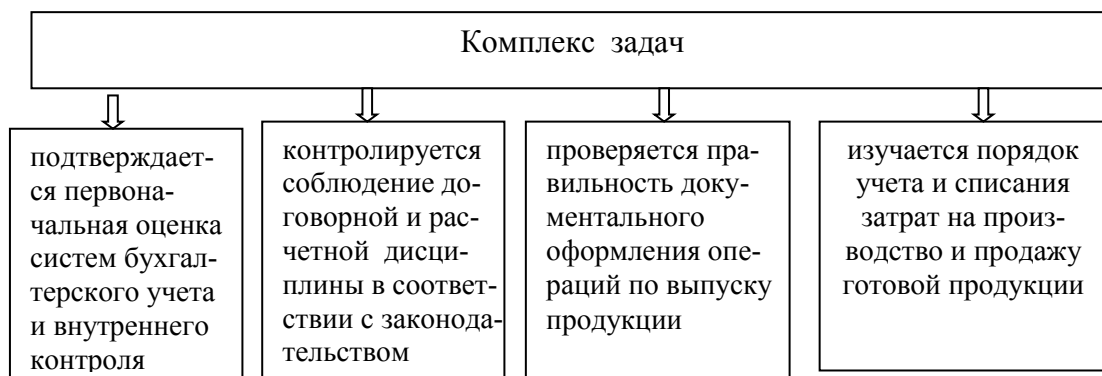 Комплекс задач
подтверждает-
ся первона-
чальная оценка
систем бухгал-
терского учета
и внутреннего
контроля
контролируется
соблюдение до-
говорной и рас-
четной дисци-
плины в соответ-
ствии с законода-
тельством
проверяется пра-
вильность доку-
ментального
оформления опе-
раций по выпуску
продукции
изучается порядок
учета и списания
затрат на произ-
водство и продажу
готовой продукции